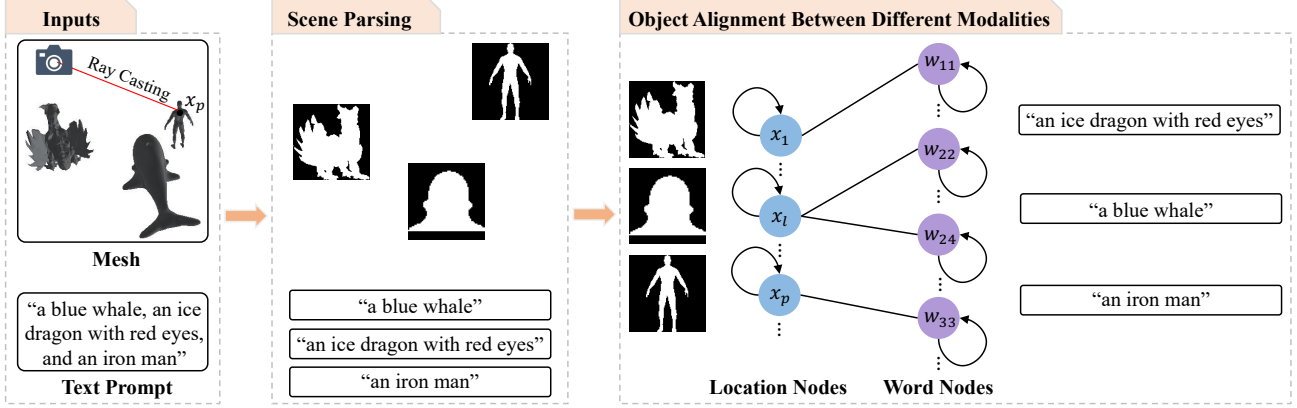 Inputs
Ray Casting
x_p
Mesh
“a blue whale, an ice
dragon with red eyes,
and an iron man”
Text Prompt
Scene Parsing
“a blue whale”
“an ice dragon with red eyes”
“an iron man”
Object Alignment Between Different Modalities
x_1
⋮
x_l
⋮
x_p
⋮
Location Nodes
w_11
⋮
w_22
⋮
w_24
⋮
w_33
⋮
Word Nodes
“an ice dragon with red eyes”
“a blue whale”
“an iron man”